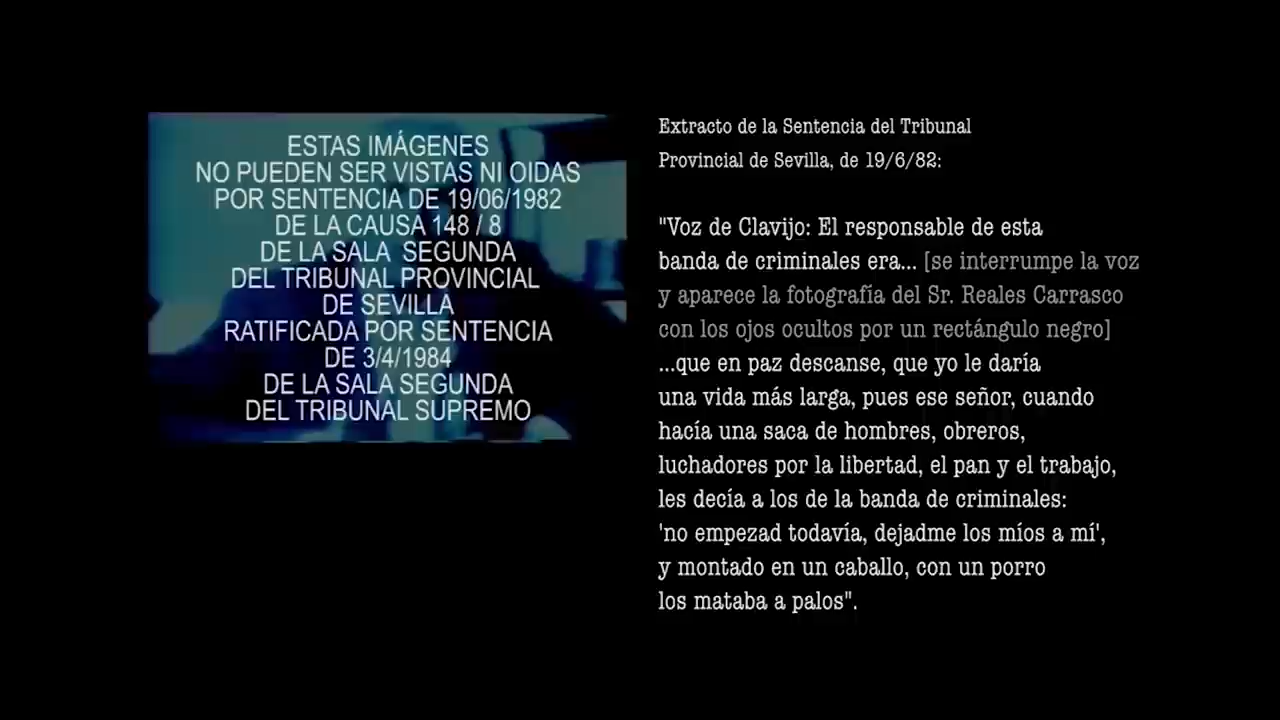 ESTAS IMÁGENES
NO PUEDEN SER VISTAS NI OIDAS
POR SENTENCIA DE 19/06/1982
DE LA CAUSA 148 / 8
DE LA SALA SEGUNDA
DEL TRIBUNAL PROVINCIAL
DE SEVILLA
RATIFICADA POR SENTENCIA
DE 3/4/1984
DE LA SALA SEGUNDA
DEL TRIBUNAL SUPREMO
Extracto de la Sentencia del Tribunal
Provincial de Sevilla, de 19/6/82:
"Voz de Clavijo: El responsable de esta
banda de criminales era... [se interrumpe la voz
y aparece la fotografía del Sr. Reales Carrasco
con los ojos ocultos por un rectángulo negro]
...que en paz descanse, que yo le daría
una vida más larga, pues ese señor, cuando
hacía una saca de hombres, obreros,
luchadores por la libertad, el pan y el trabajo,
les decía a los de la banda de criminales:
'no empezad todavía, dejadme los míos a mí',
y montado en un caballo, con un porro
los mataba a palos".